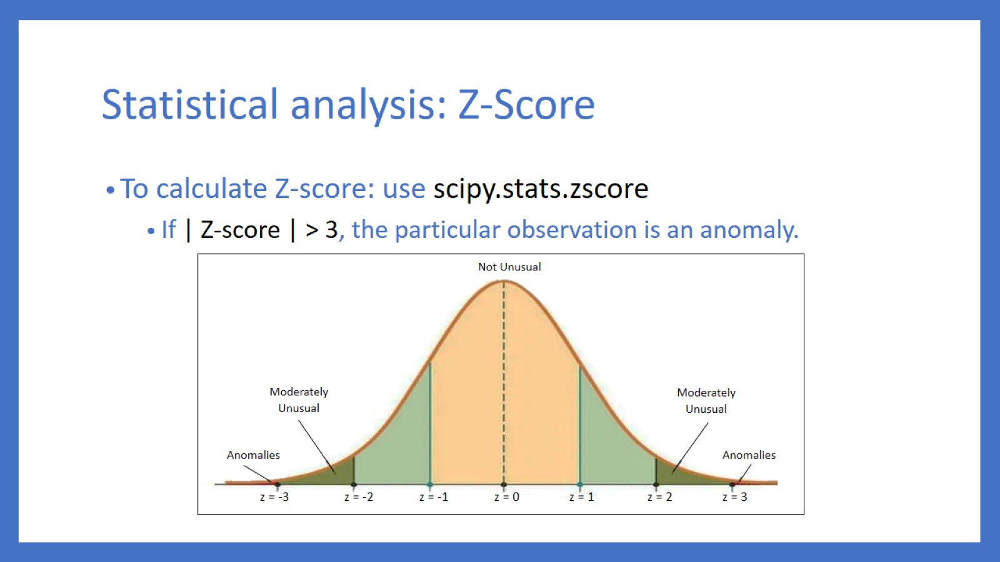 Statistical analysis: Z-Score
• To calculate Z-score: use scipy.stats.zscore
• If | Z-score | > 3, the particular observation is an anomaly.
Not Unusual
Moderately
Unusual
Moderately
Unusual
Anomalies
Anomalies
z = -3 z = -2 z = -1 z = 0 z = 1 z = 2 z = 3